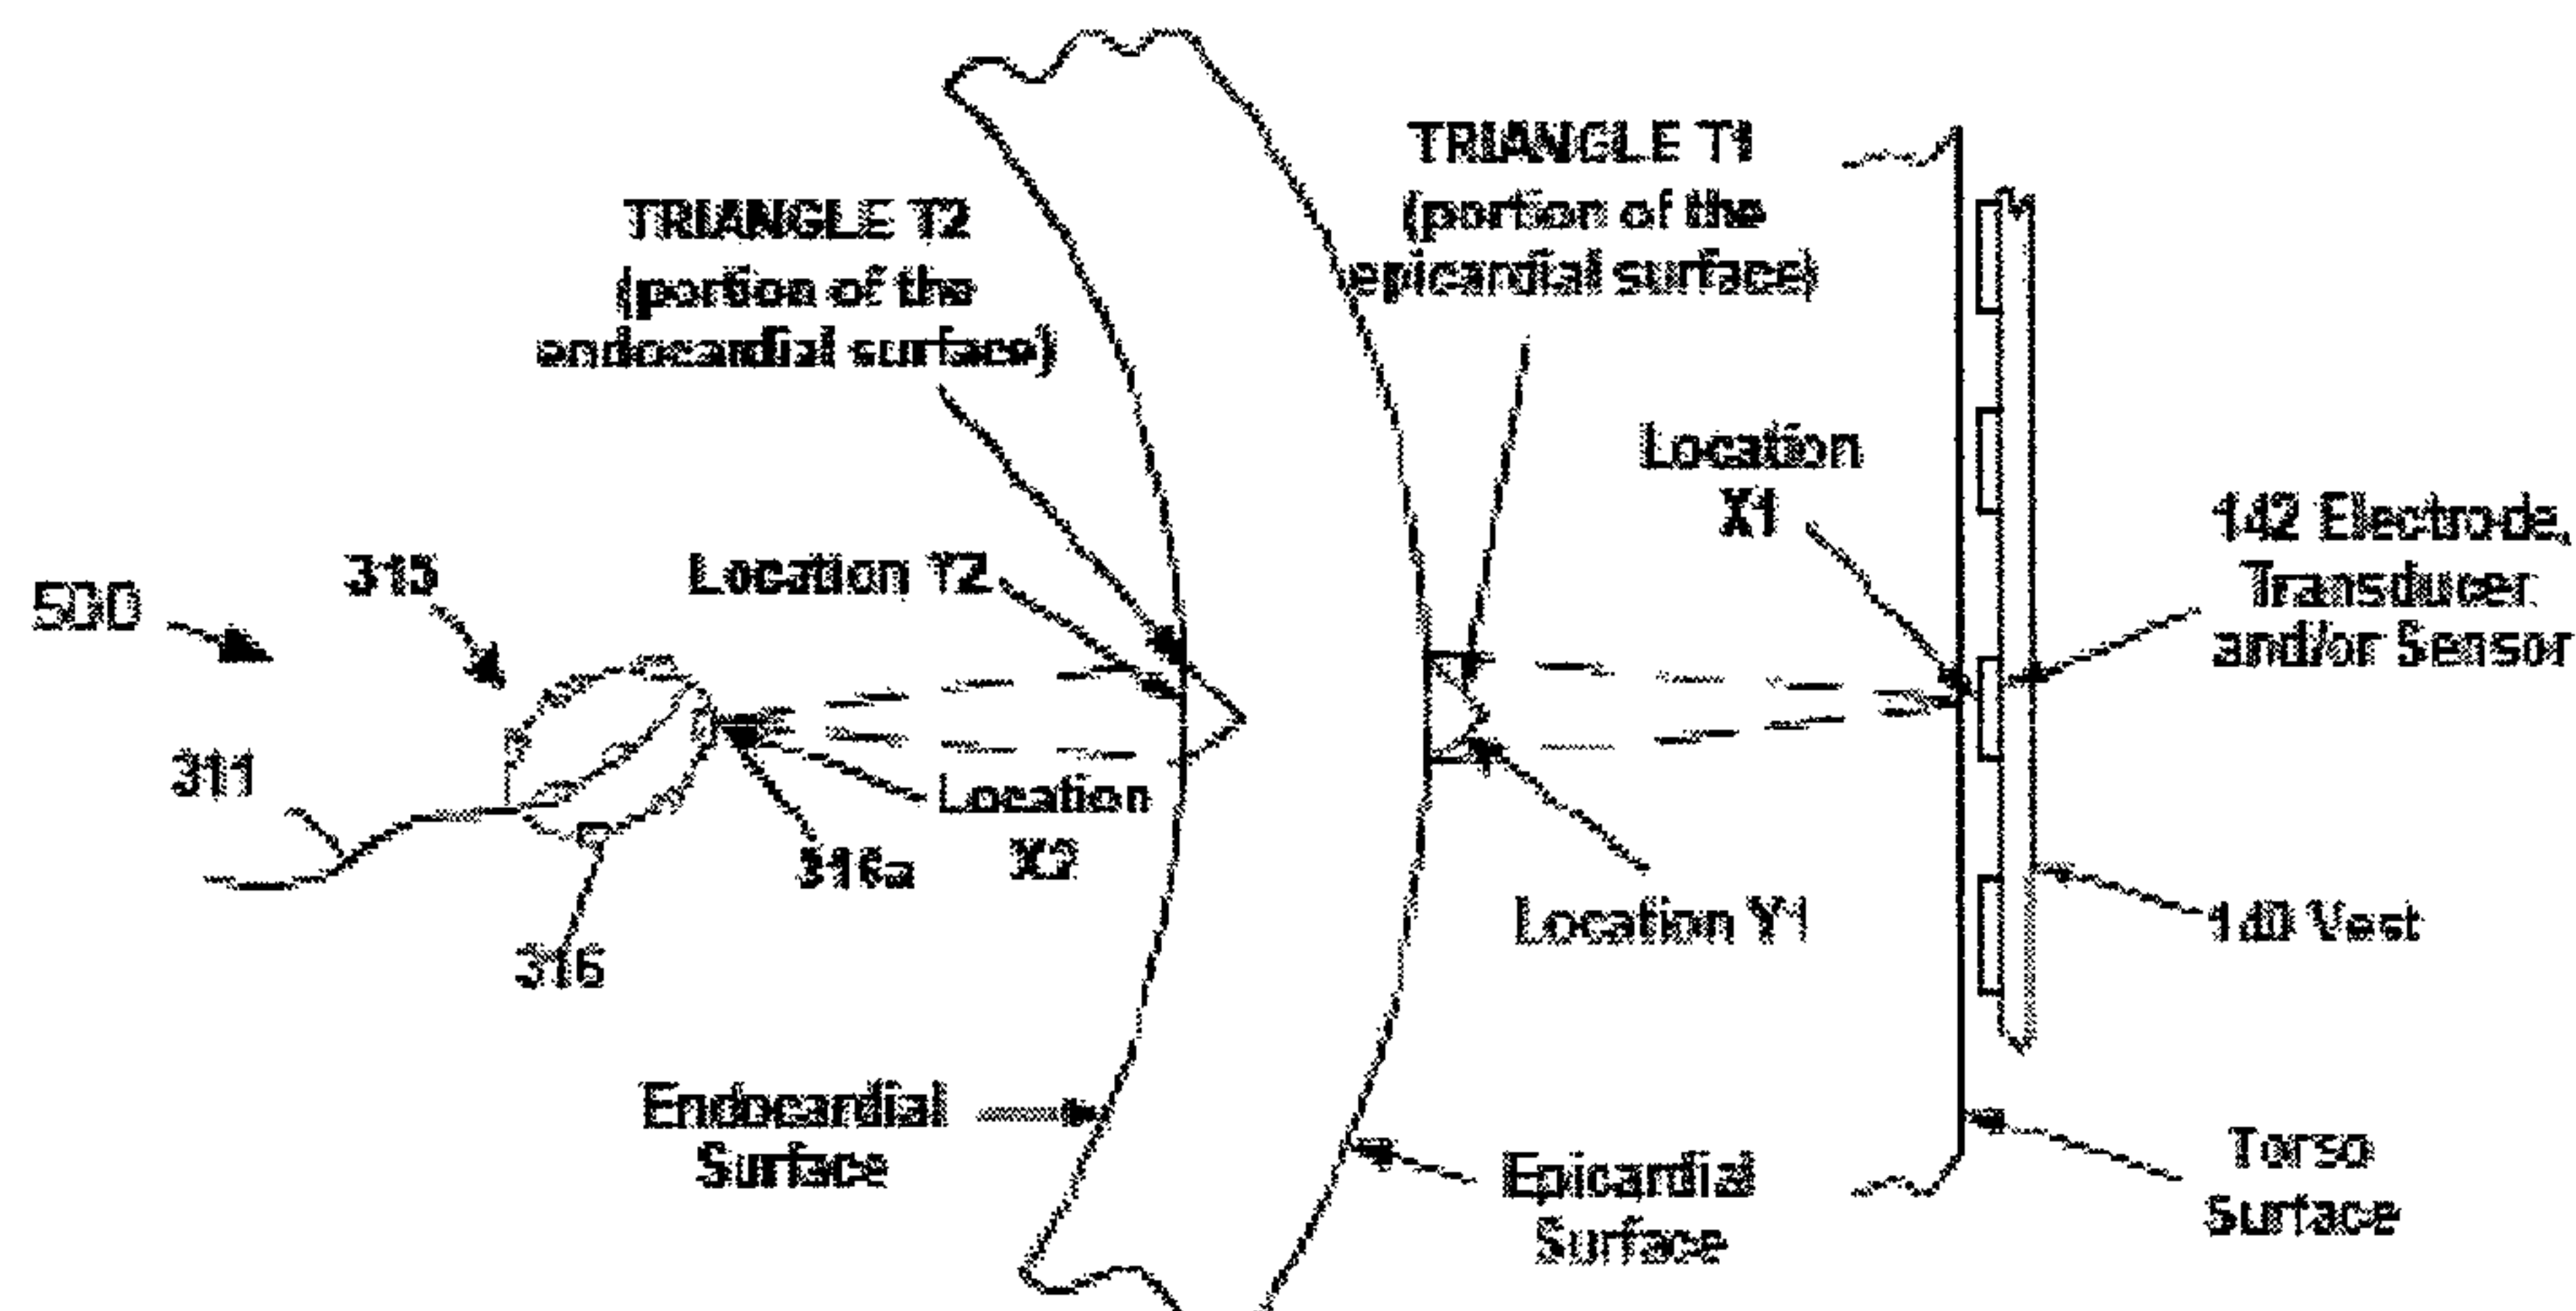 TRIANGLE T1
(portion of the
epicardial surface)
TRIANGLE T2
(portion of the
endocardial surface)
Location
X1
142 Electrode,
Transducer
and/or Sensor
500
315
Location Y2
311
Location
X2
316a
316
Location Y1
140 Vest
Endocardial
Surface
Epicardial
Surface
Torso
Surface